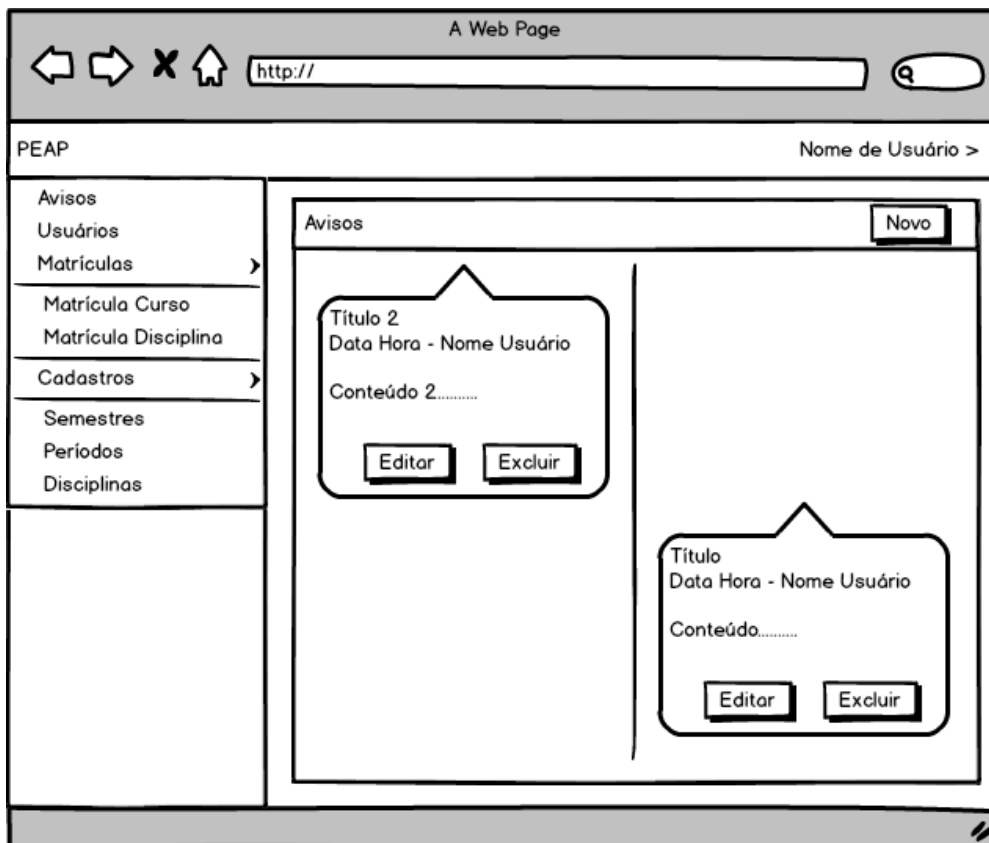 A Web Page
http://
PEAP
Nome de Usuário >
Avisos
Usuários
Matrículas
Matrícula Curso
Matrícula Disciplina
Cadastros
Semestres
Períodos
Disciplinas
Avisos
Novo
Título 2
Data Hora - Nome Usuário
Conteúdo 2..........
Editar
Excluir
Título
Data Hora - Nome Usuário
Conteúdo..........
Editar
Excluir